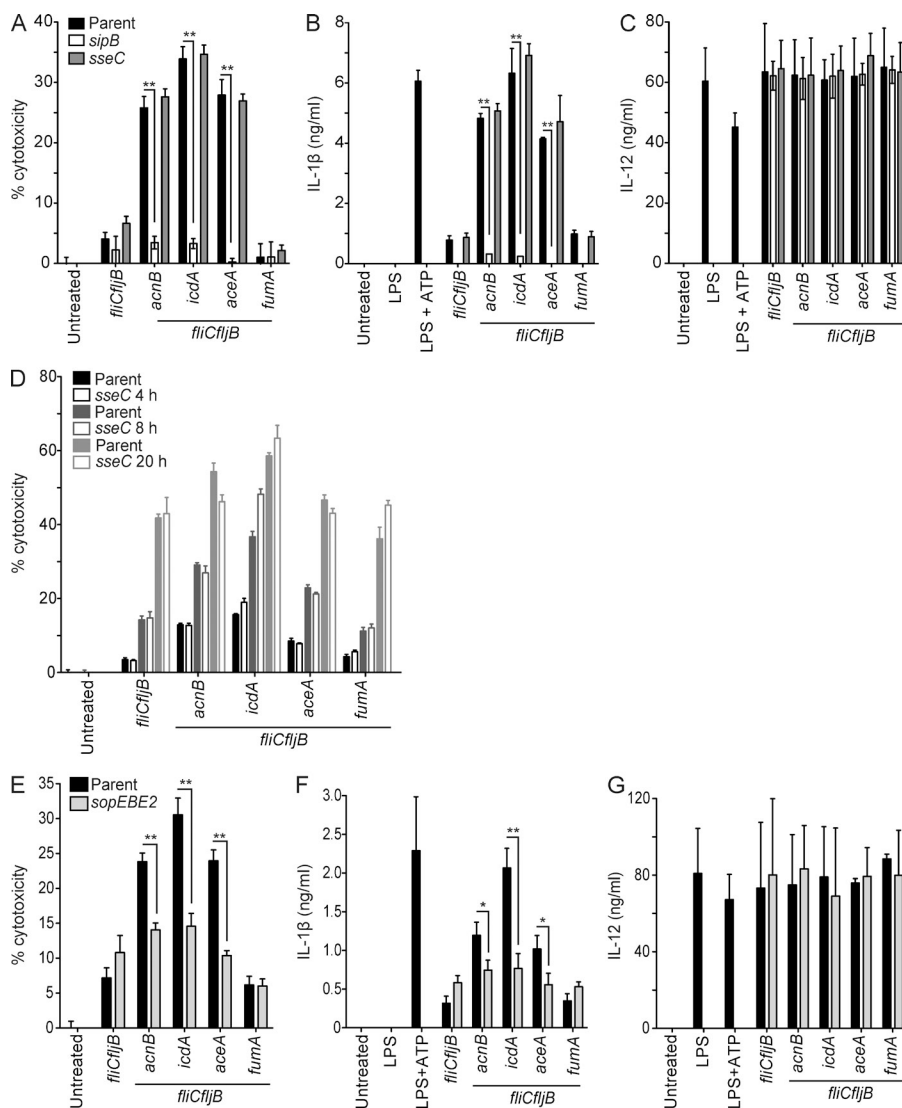 A
40
30
20
10
0
% cytotoxicity
Parent
sipB
sseC
**
**
**
Untreated
fliCfljB
acnB
icdA
aceA
fumA
fliCfljB
B
9
6
3
0
IL-1β (ng/ml)
**
**
**
Untreated
LPS
LPS + ATP
fliCfljB
acnB
icdA
aceA
fumA
fliCfljB
C
100
80
60
40
20
0
IL-12 (ng/ml)
Untreated
LPS
LPS + ATP
fliCfljB
acnB
icdA
aceA
fumA
fliCfljB
D
80
60
40
20
0
% cytotoxicity
Parent
sseC 4 h
Parent
sseC 8 h
Parent
sseC 20 h
Untreated
fliCfljB
acnB
icdA
aceA
fumA
fliCfljB
E
35
30
25
20
15
10
5
0
% cytotoxicity
Parent
sopEBE2
**
**
**
Untreated
fliCfljB
acnB
icdA
aceA
fumA
fliCfljB
F
3.0
2.5
2.0
1.5
1.0
0.5
0
IL-1β (ng/ml)
*
**
*
Untreated
LPS
LPS+ATP
fliCfljB
acnB
icdA
aceA
fumA
fliCfljB
G
120
80
40
0
IL-12 (ng/ml)
Untreated
LPS
LPS+ATP
fliCfljB
acnB
icdA
aceA
fumA
fliCfljB